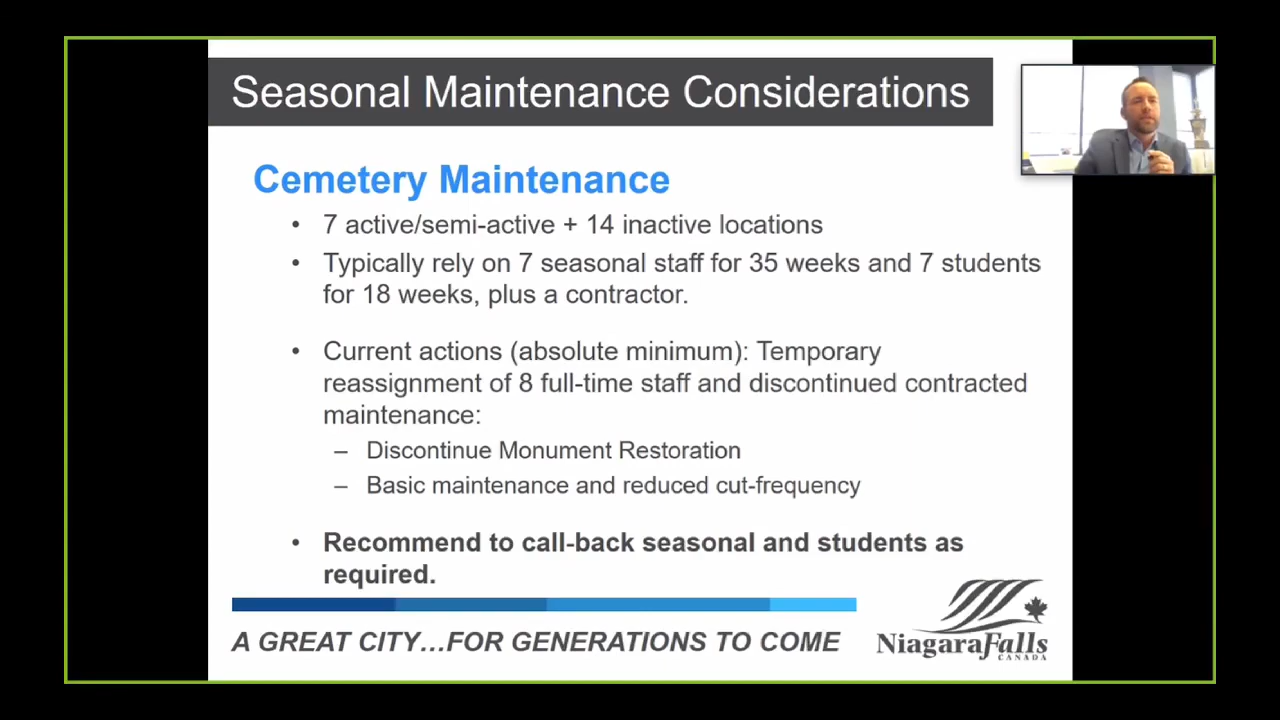 Seasonal Maintenance Considerations
Cemetery Maintenance
• 7 active/semi-active + 14 inactive locations
• Typically rely on 7 seasonal staff for 35 weeks and 7 students
for 18 weeks, plus a contractor.
• Current actions (absolute minimum): Temporary
reassignment of 8 full-time staff and discontinued contracted
maintenance:
– Discontinue Monument Restoration
– Basic maintenance and reduced cut-frequency
• Recommend to call-back seasonal and students as
required.
A GREAT CITY...FOR GENERATIONS TO COME
NiagaraFalls
CANADA